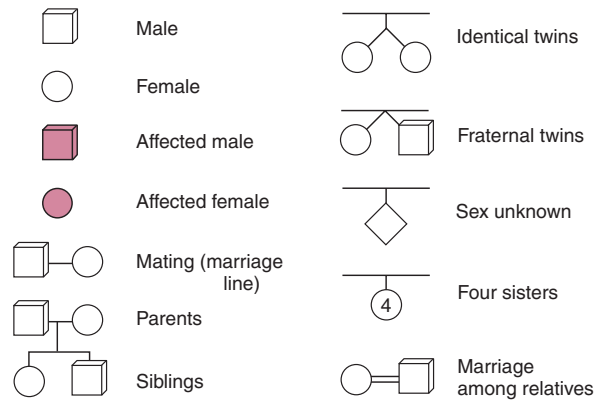 Male
Female
Affected male
Affected female
Mating (marriage
line)
Parents
Siblings
Identical twins
Fraternal twins
Sex unknown
4
Four sisters
Marriage
among relatives